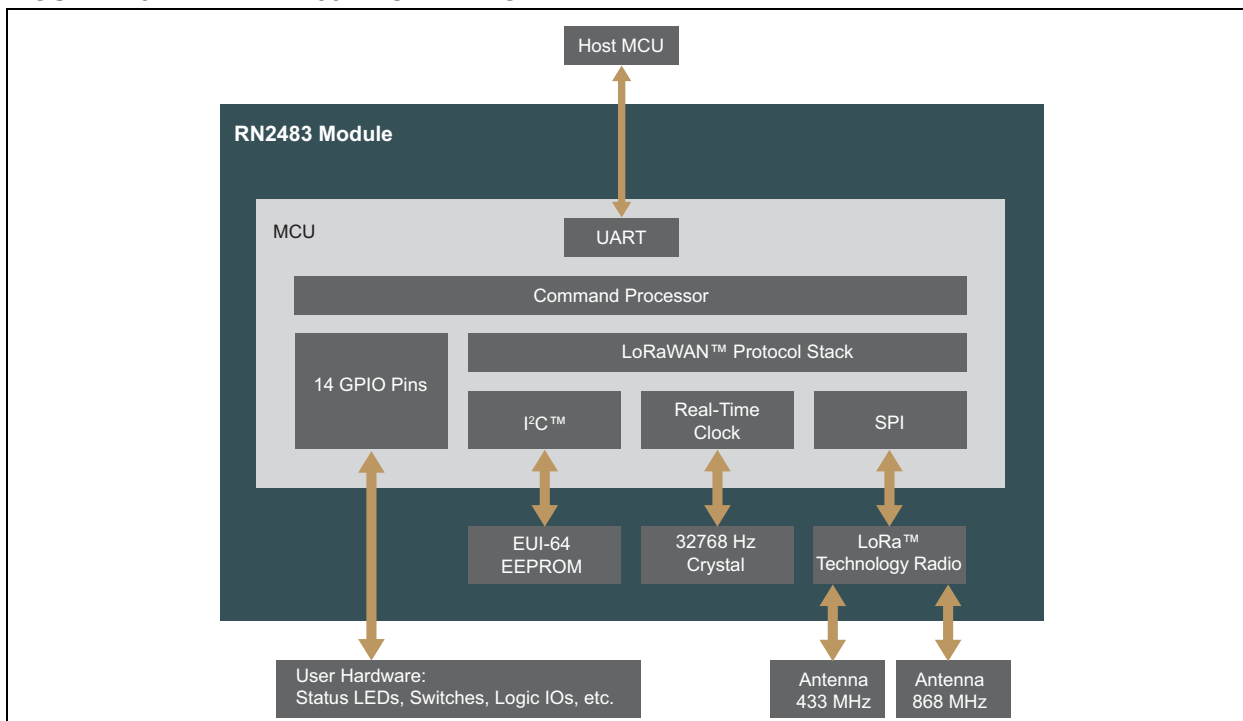 Host MCU
RN2483 Module
MCU
UART
Command Processor
14 GPIO Pins
LoRaWAN™ Protocol Stack
I²C™
Real-Time
Clock
SPI
EUI-64
EEPROM
32768 Hz
Crystal
LoRa™
Technology Radio
User Hardware:
Status LEDs, Switches, Logic IOs, etc.
Antenna
433 MHz
Antenna
868 MHz